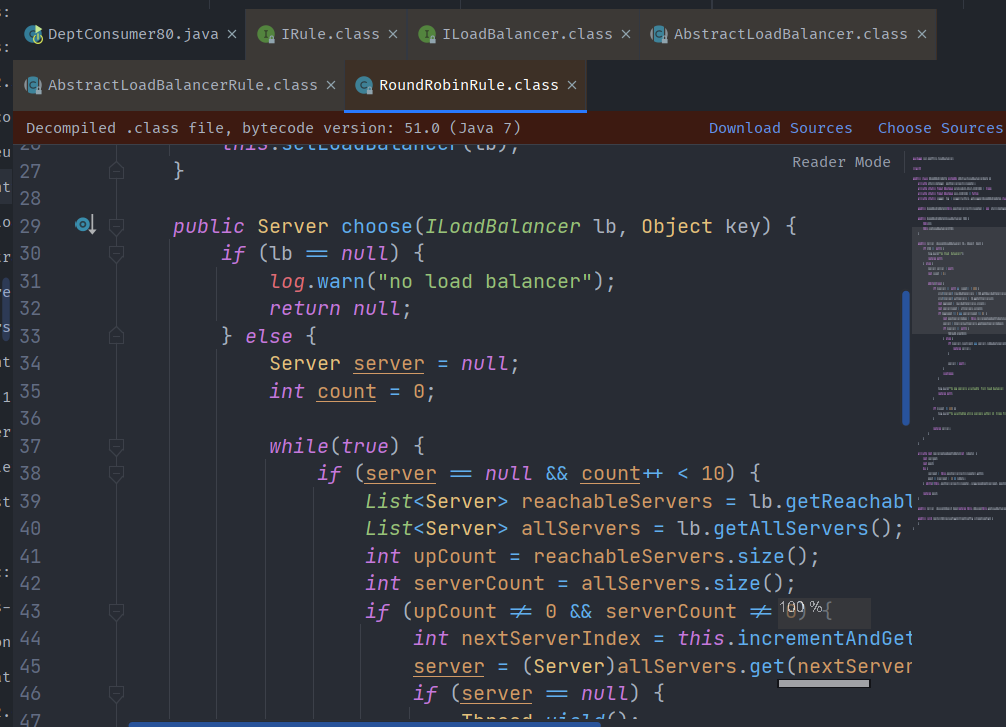 DeptConsumer80.java
IRule.class
ILoadBalancer.class
AbstractLoadBalancer.class
AbstractLoadBalancerRule.class
RoundRobinRule.class
Decompiled .class file, bytecode version: 51.0 (Java 7)
Download Sources
Choose Sources
Reader Mode
26 this.setLoadBalancer(lb);
27 }
28
29 public Server choose(ILoadBalancer lb, Object key) {
30 if (lb == null) {
31 log.warn("no load balancer");
32 return null;
33 } else {
34 Server server = null;
35 int count = 0;
36
37 while(true) {
38 if (server == null && count++ < 10) {
39 List<Server> reachableServers = lb.getReachabl
40 List<Server> allServers = lb.getAllServers();
41 int upCount = reachableServers.size();
42 int serverCount = allServers.size();
43 if (upCount != 0 && serverCount != 0) {
100 %
44 int nextServerIndex = this.incrementAndGet
45 server = (Server)allServers.get(nextServer
46 if (server == null) {
47 Thread.yield();